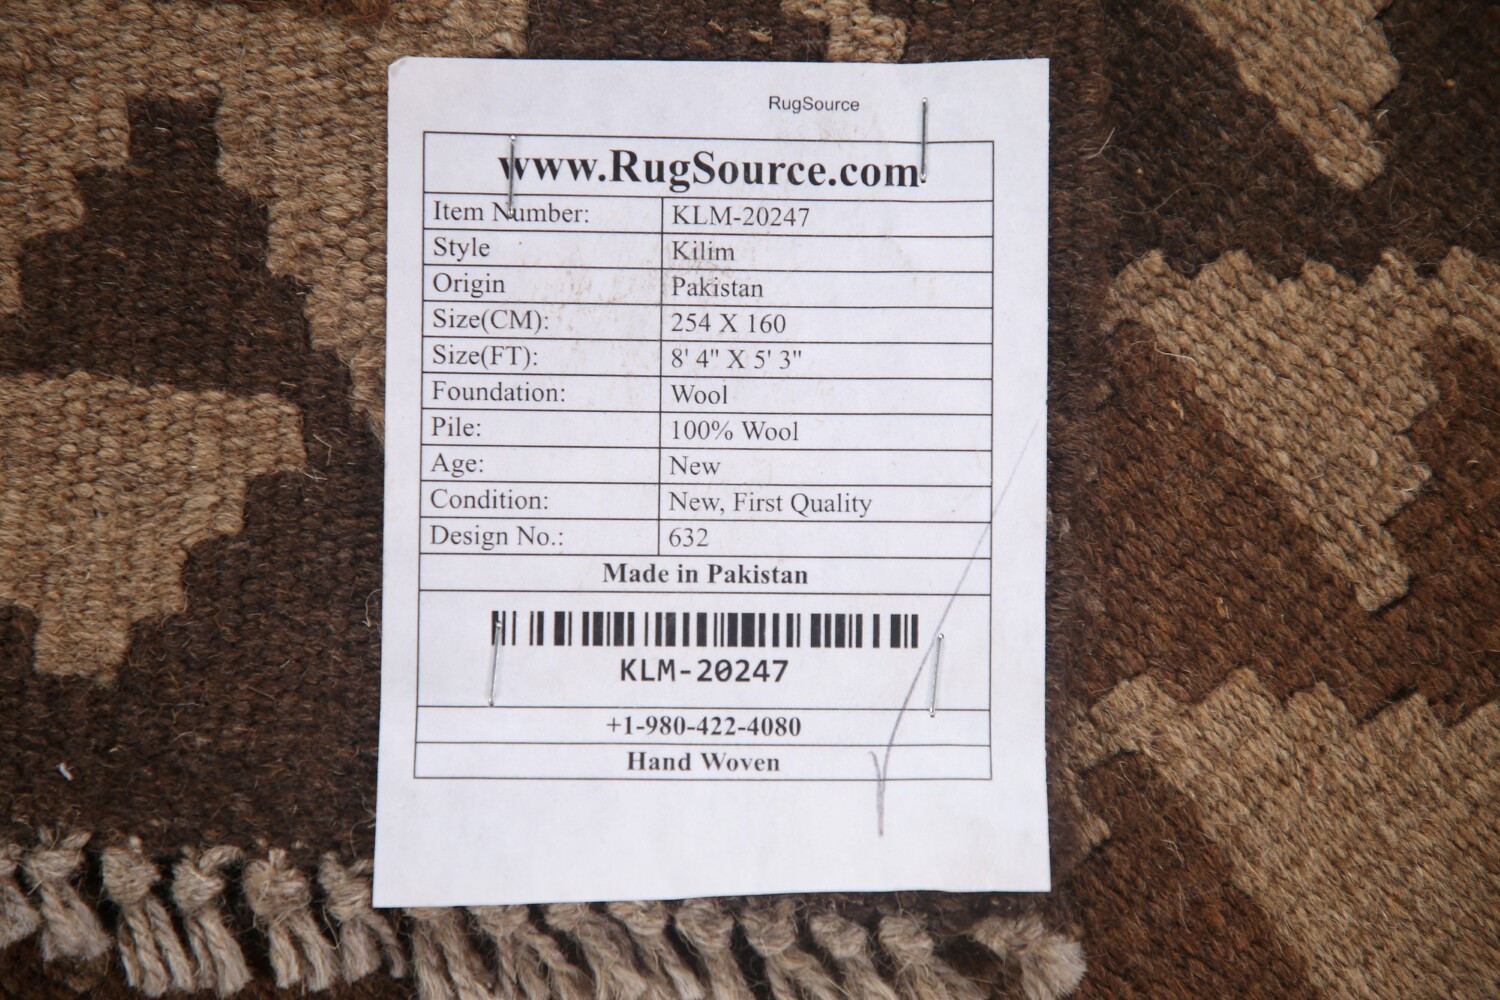 RugSource
www.RugSource.com
Item Number: KLM-20247
Style Kilim
Origin Pakistan
Size(CM): 254 X 160
Size(FT): 8' 4" X 5' 3"
Foundation: Wool
Pile: 100% Wool
Age: New
Condition: New, First Quality
Design No.: 632
Made in Pakistan
KLM-20247
+1-980-422-4080
Hand Woven